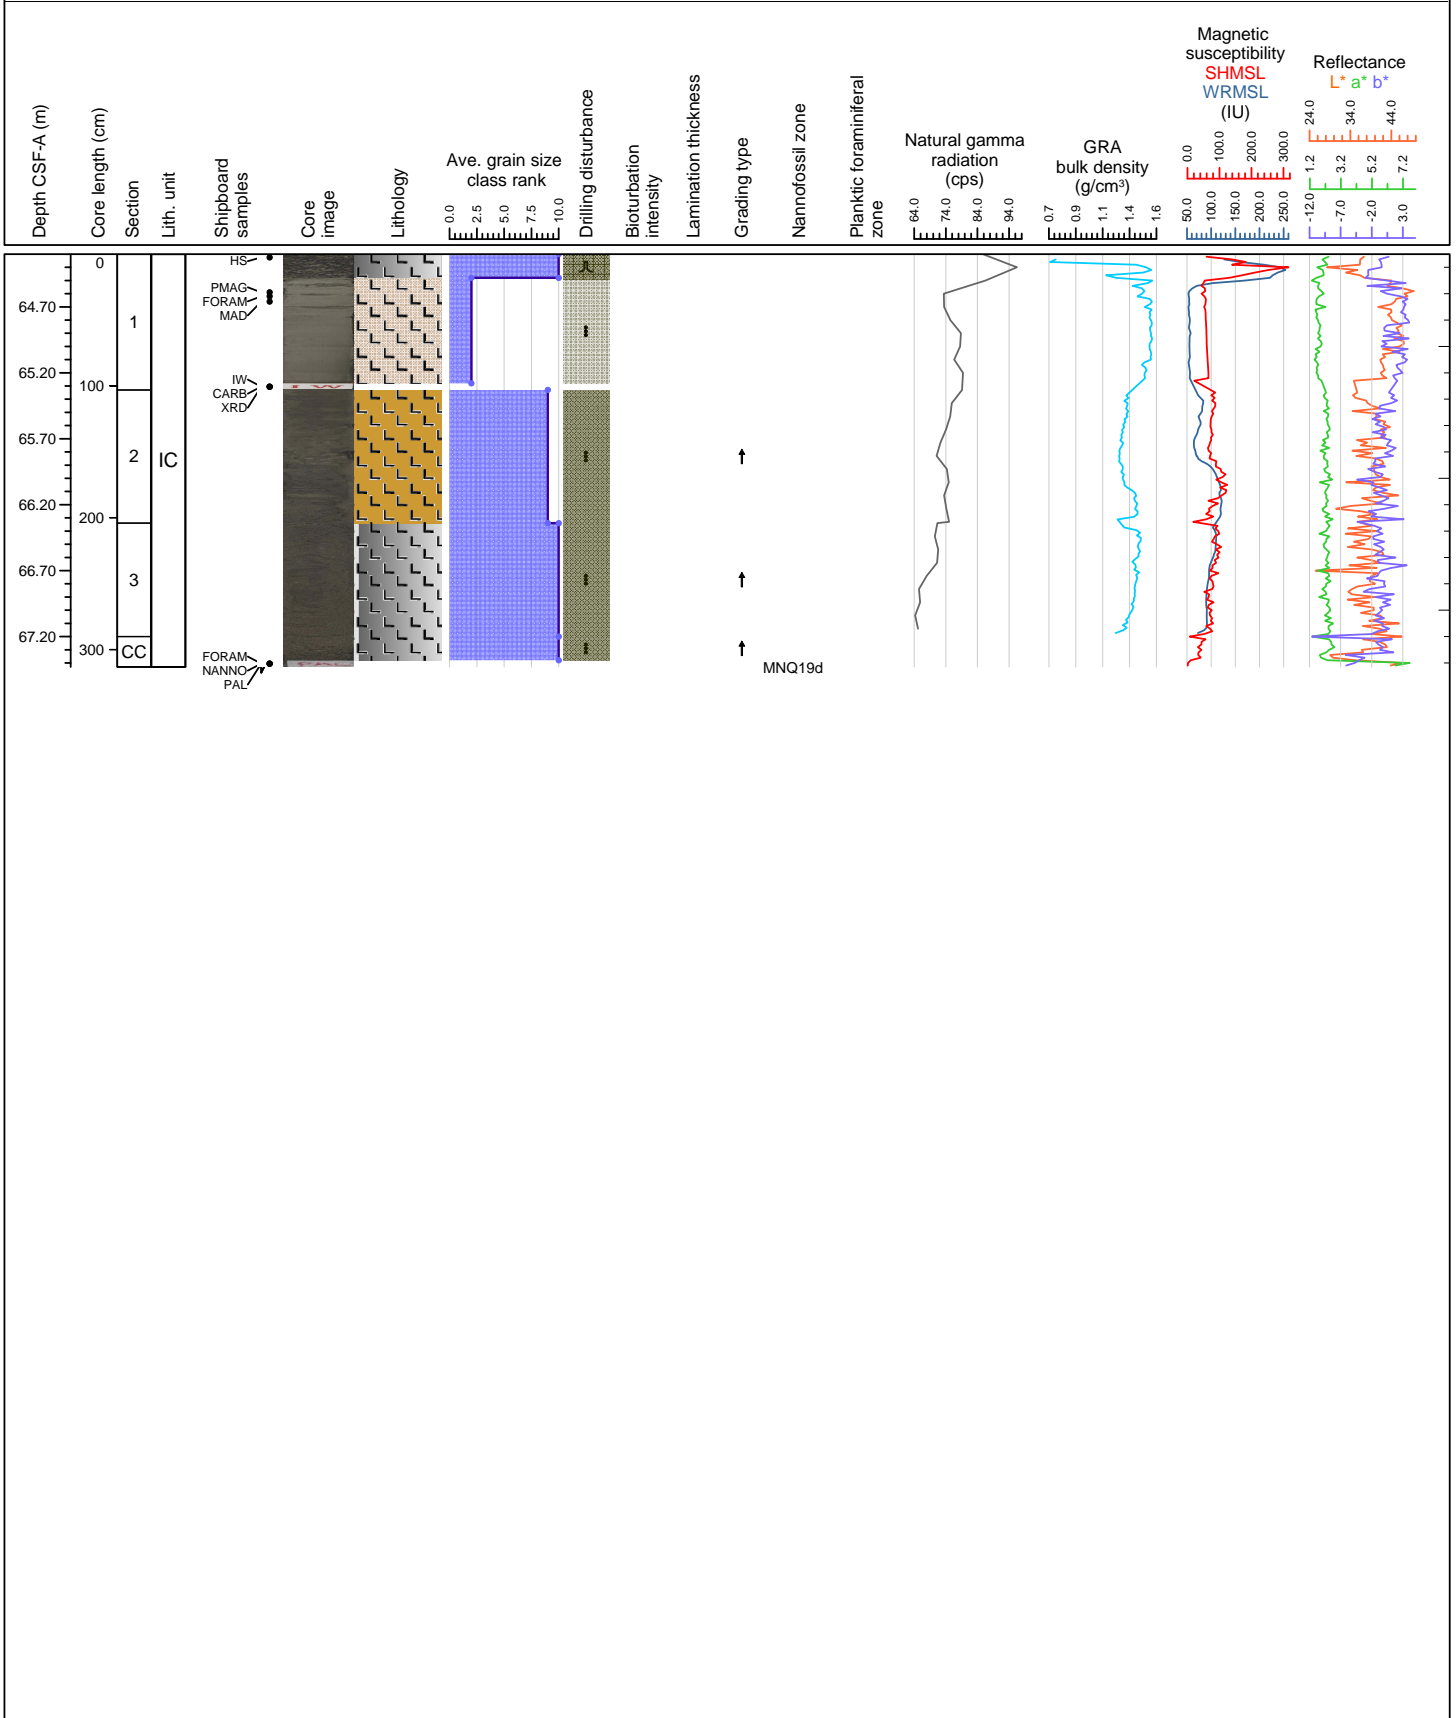 Depth CSF-A (m)
Core length (cm)
Section
Lith. unit
Shipboard
samples
Core
image
Lithology
Ave. grain size
class rank
0.0
2.5
5.0
7.5
10.0
Drilling disturbance
Bioturbation
intensity
Lamination thickness
Grading type
Nannofossil zone
Planktic foraminiferal
zone
Natural gamma
radiation
(cps)
64.0
74.0
84.0
94.0
GRA
bulk density
(g/cm³)
0.7
0.9
1.1
1.4
1.6
Magnetic
susceptibility
SHMSL
WRMSL
(IU)
0.0
100.0
200.0
300.0
50.0
100.0
150.0
200.0
250.0
Reflectance
L* a* b*
24.0
34.0
44.0
1.2
3.2
5.2
7.2
-12.0
-7.0
-2.0
3.0
0
HS
PMAG
64.70
FORAM
MAD
1
65.20
IW
100
CARB
XRD
65.70
2
IC
66.20
200
66.70
3
67.20
300
CC
FORAM
NANNO
PAL
MNQ19d
I W
PAL